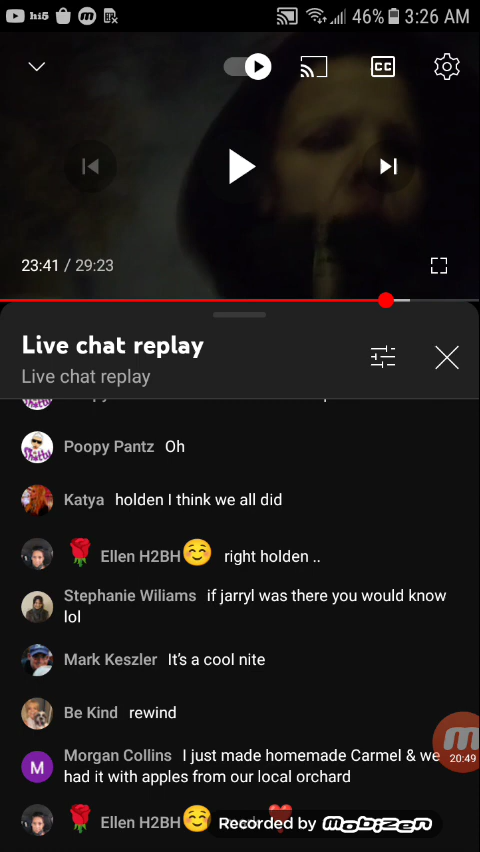 hi5 46% 3:26 AM
CC
23:41 / 29:23
Live chat replay
Live chat replay
Poopy Pantz Oh
Katya holden I think we all did
Ellen H2BH right holden ..
Stephanie Wiliams if jarryl was there you would know
lol
Mark Keszler It's a cool nite
Be Kind rewind
Morgan Collins I just made homemade Carmel & we
M
had it with apples from our local orchard
20:49
Ellen H2BH Recorded by Mobizen